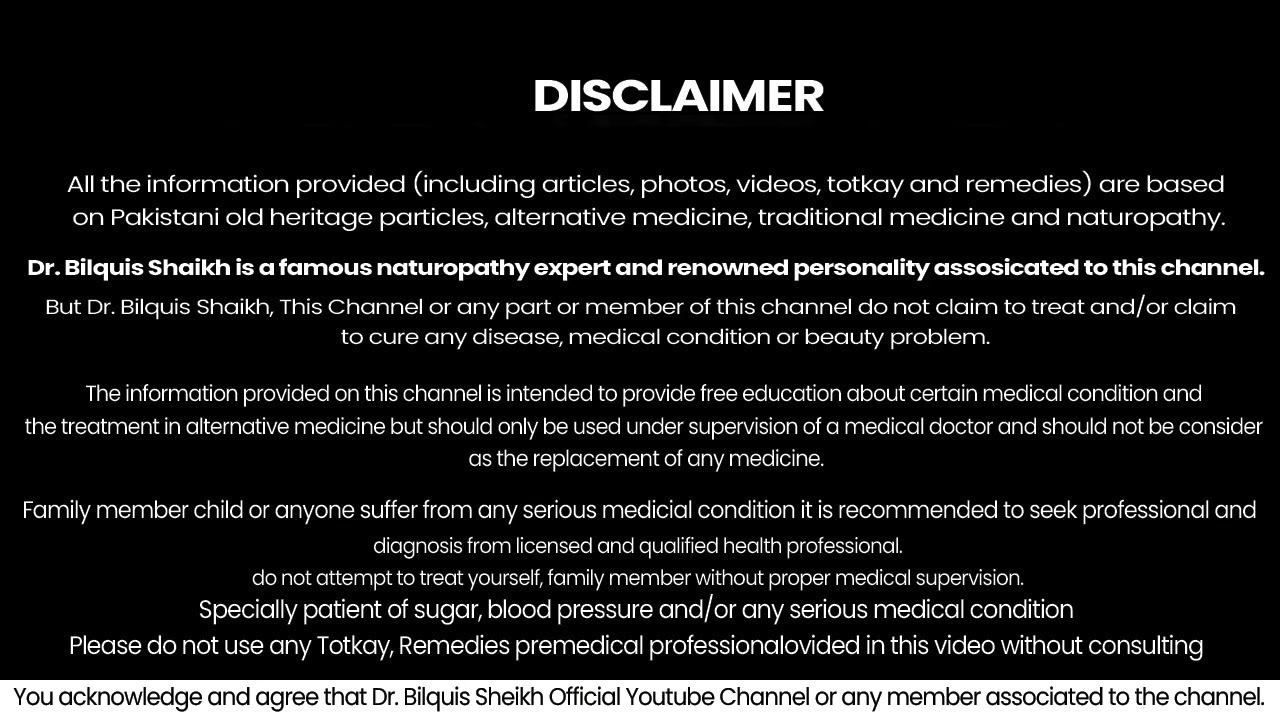 DISCLAIMER
All the information provided (including articles, photos, videos, totkay and remedies) are based
on Pakistani old heritage particles, alternative medicine, traditional medicine and naturopathy.
Dr. Bilquis Shaikh is a famous naturopathy expert and renowned personality assosicated to this channel.
But Dr. Bilquis Shaikh, This Channel or any part or member of this channel do not claim to treat and/or claim
to cure any disease, medical condition or beauty problem.
The information provided on this channel is intended to provide free education about certain medical condition and
the treatment in alternative medicine but should only be used under supervision of a medical doctor and should not be consider
as the replacement of any medicine.
Family member child or anyone suffer from any serious medicial condition it is recommended to seek professional and
diagnosis from licensed and qualified health professional.
do not attempt to treat yourself, family member without proper medical supervision.
Specially patient of sugar, blood pressure and/or any serious medical condition
Please do not use any Totkay, Remedies premedical professionalovided in this video without consulting
You acknowledge and agree that Dr. Bilquis Sheikh Official Youtube Channel or any member associated to the channel.